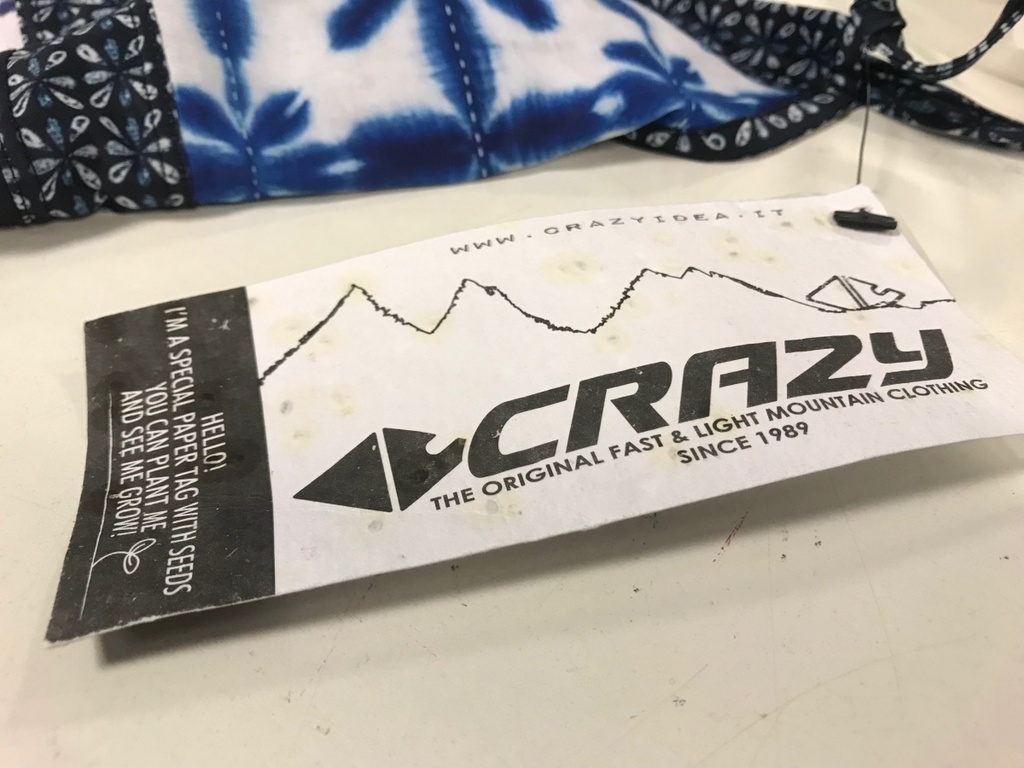 WWW.CRAZYIDEA.IT
CRAZY
THE ORIGINAL FAST & LIGHT MOUNTAIN CLOTHING
SINCE 1989
HELLO!
I'M A SPECIAL PAPER TAG WITH SEEDS
YOU CAN PLANT ME
AND SEE ME GROW!